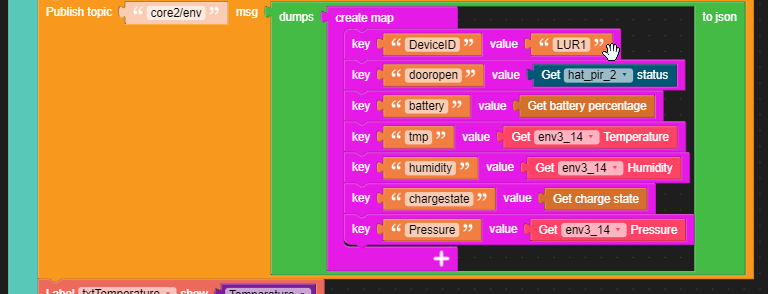 Publish topic “ core2/env ” msg dumps create map to json
key “ DeviceID ” value “ LUR1 ”
key “ dooropen ” value Get hat_pir_2 status
key “ battery ” value Get battery percentage
key “ tmp ” value Get env3_14 Temperature
key “ humidity ” value Get env3_14 Humidity
key “ chargestate ” value Get charge state
key “ Pressure ” value Get env3_14 Pressure
+
Label txtTemperature show Temperature